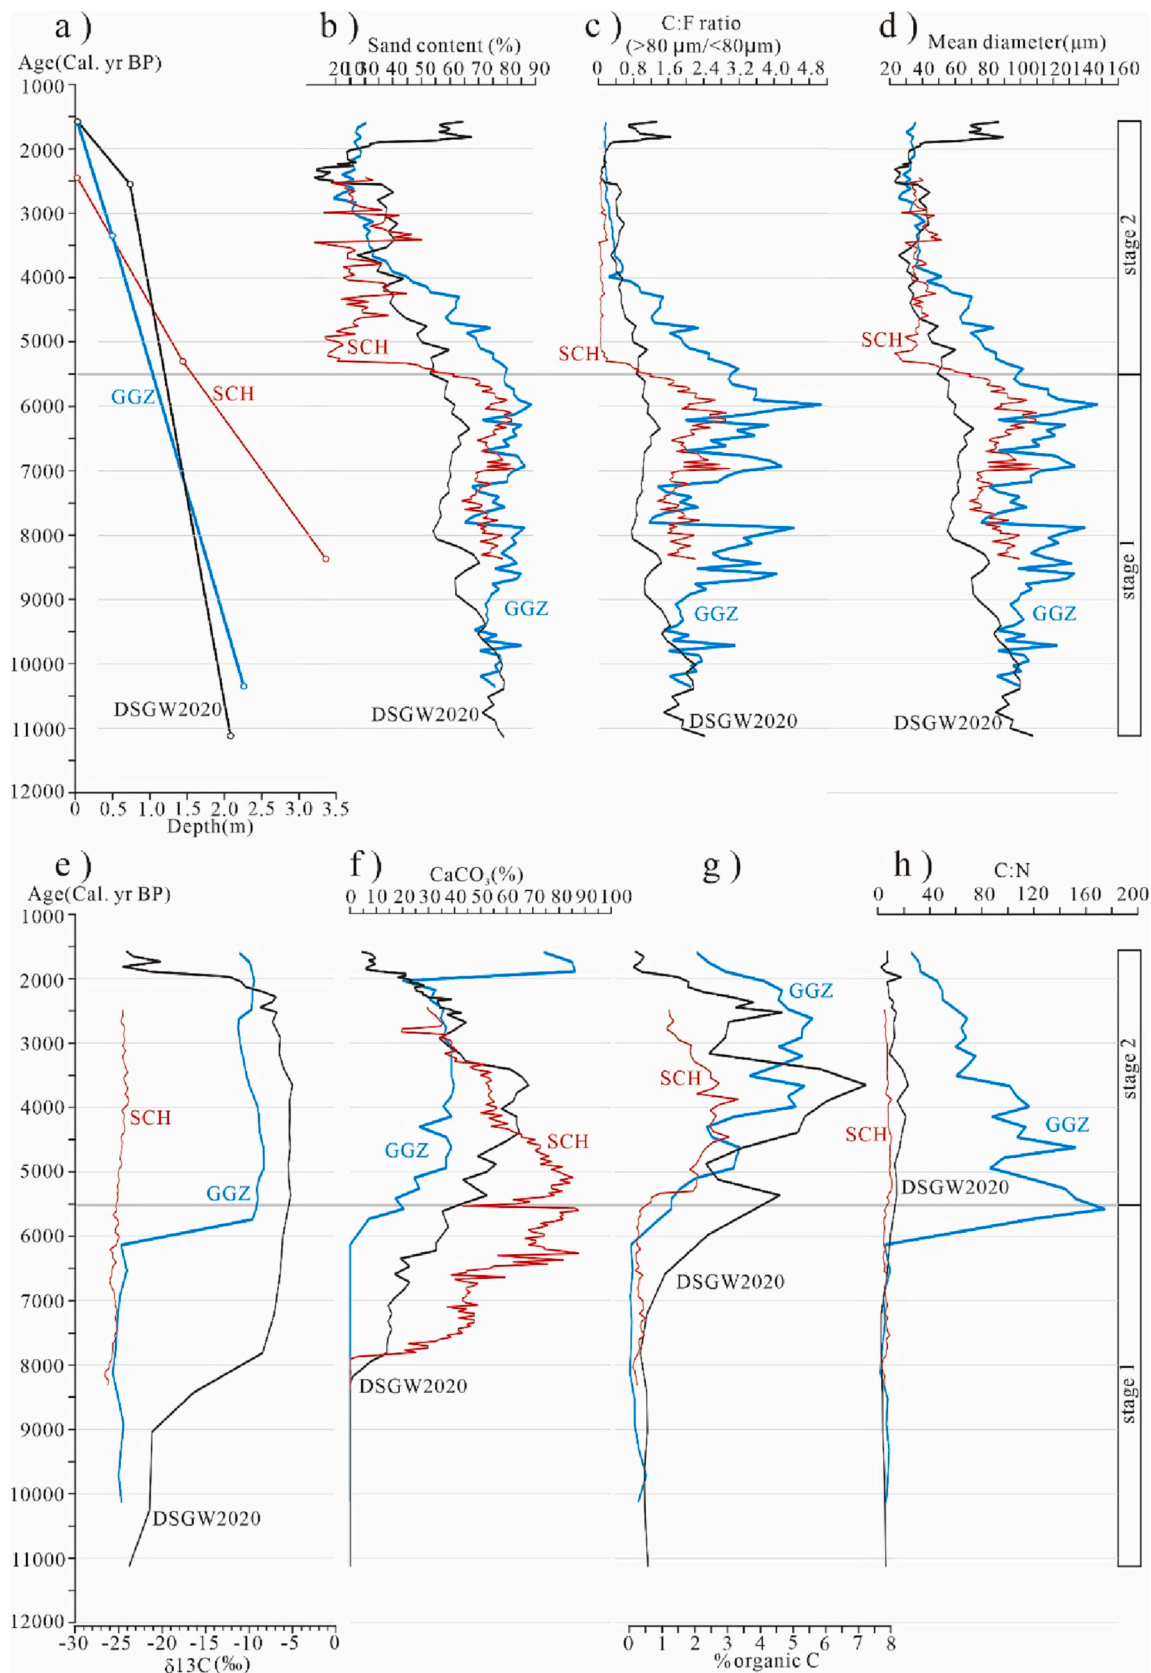 a )
b )
c )
d )
C:F ratio
Sand content (%)
(>80 μm/<80μm)
Mean diameter(μm)
Age(Cal. yr BP)
20 30 40 50 60 70 80 90
0 0.8 1.6 2.4 3.2 4.0 4.8
20 40 60 80 100 120 140 160
1000
2000
3000
4000
5000
6000
7000
8000
9000
10000
11000
12000
GGZ
SCH
DSGW2020
SCH
GGZ
DSGW2020
SCH
GGZ
DSGW2020
SCH
GGZ
DSGW2020
stage 2
stage 1
0 0.5 1.0 1.5 2.0 2.5 3.0 3.5
Depth(m)
e )
f )
g )
h )
CaCO₃(%)
C:N
Age(Cal. yr BP)
0 10 20 30 40 50 60 70 80 90 100
0 40 80 120 160 200
1000
2000
3000
4000
5000
6000
7000
8000
9000
10000
11000
12000
SCH
GGZ
DSGW2020
GGZ
SCH
DSGW2020
GGZ
SCH
DSGW2020
GGZ
SCH
DSGW2020
stage 2
stage 1
-30 -25 -20 -15 -10 -5 0
δ13C(‰)
0 1 2 3 4 5 6 7 8
% organic C